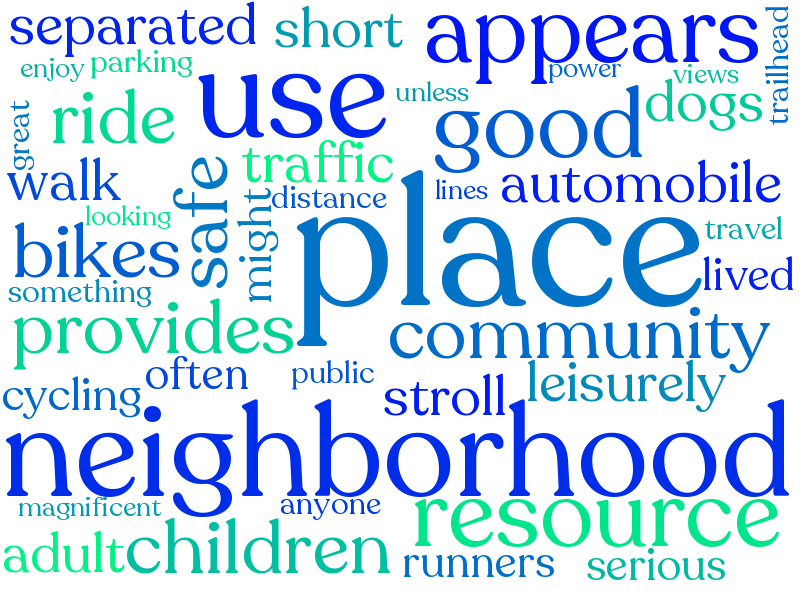 separated
short
appears
trailhead
enjoy
parking
power
views
use
unless
ride
great
good
dogs
traffic
safe
walk
distance
lines
automobile
might
place
looking
bikes
travel
lived
something
provides
community
often
public
leisurely
cycling
stroll
neighborhood
magnificent
anyone
resource
adult
children
runners
serious